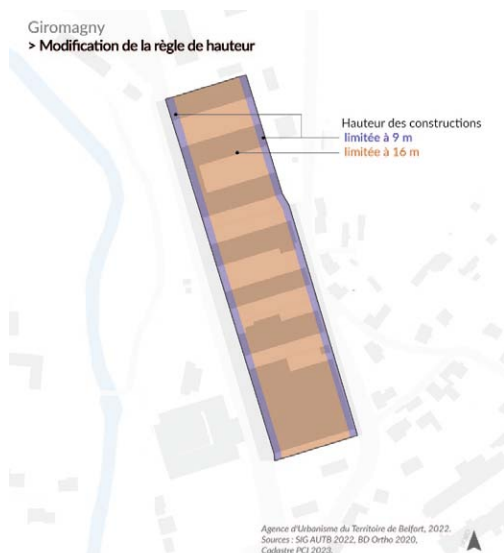 Giromagny
> Modification de la règle de hauteur
Hauteur des constructions
limitée à 9 m
limitée à 16 m
Agence d'Urbanisme du Territoire de Belfort, 2022.
Sources : SIG AUTB 2022, BD Ortho 2020,
Cadastre PCI 2023.